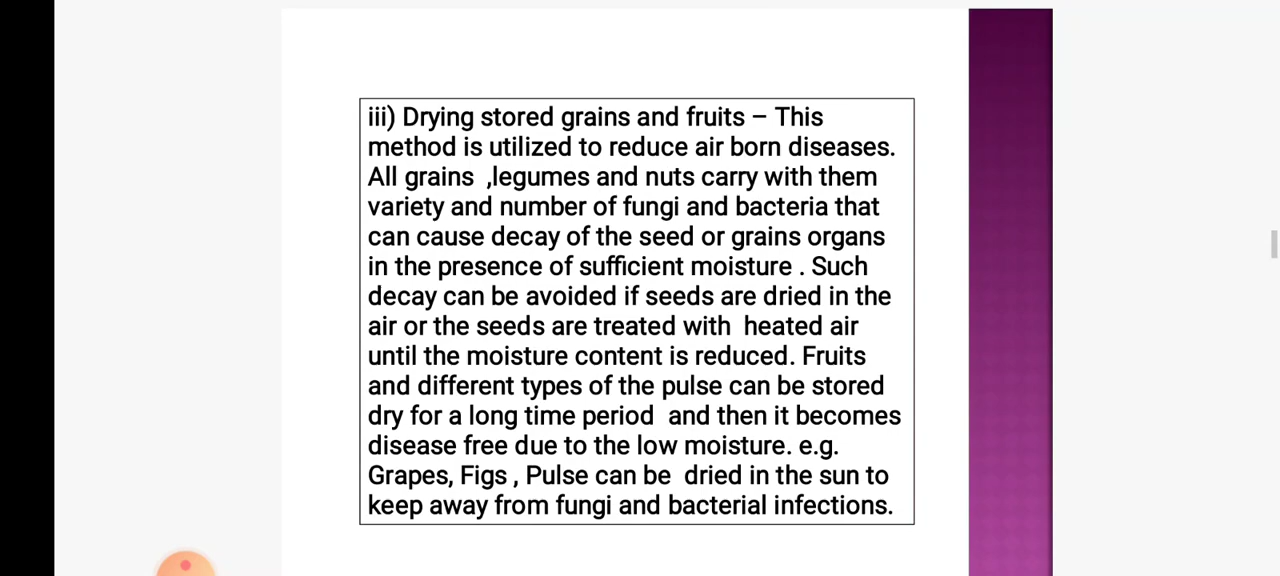 iii) Drying stored grains and fruits – This
method is utilized to reduce air born diseases.
All grains ,legumes and nuts carry with them
variety and number of fungi and bacteria that
can cause decay of the seed or grains organs
in the presence of sufficient moisture . Such
decay can be avoided if seeds are dried in the
air or the seeds are treated with heated air
until the moisture content is reduced. Fruits
and different types of the pulse can be stored
dry for a long time period and then it becomes
disease free due to the low moisture. e.g.
Grapes, Figs , Pulse can be dried in the sun to
keep away from fungi and bacterial infections.